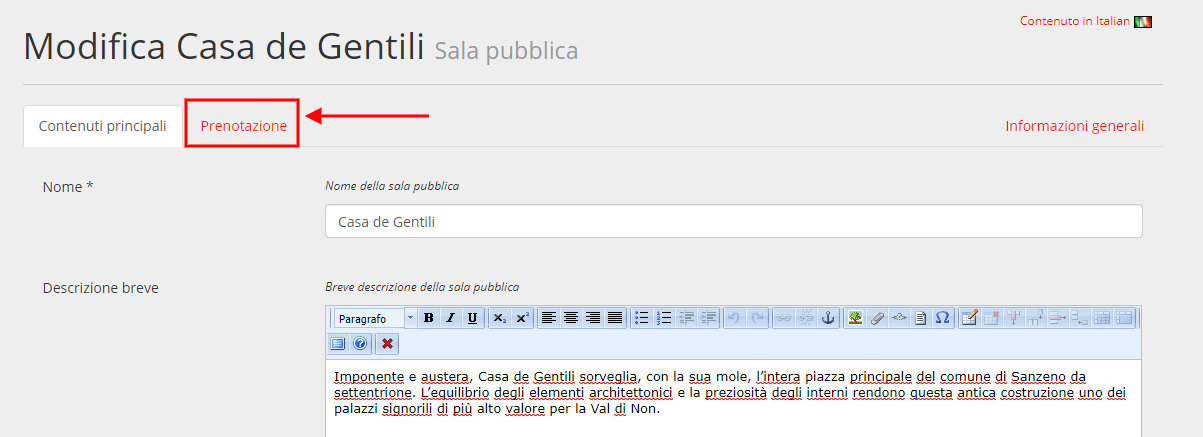 Contenuto in Italian
Modifica Casa de Gentili Sala pubblica
Contenuti principali Prenotazione Informazioni generali
Nome * Nome della sala pubblica
Casa de Gentili
Descrizione breve Breve descrizione della sala pubblica
Paragrafo B I U x₂ x² Ω
Imponente e austera, Casa de Gentili sorveglia, con la sua mole, l'intera piazza principale del comune di Sanzeno da
settentrione. L'equilibrio degli elementi architettonici e la preziosità degli interni rendono questa antica costruzione uno dei
palazzi signorili di più alto valore per la Val di Non.